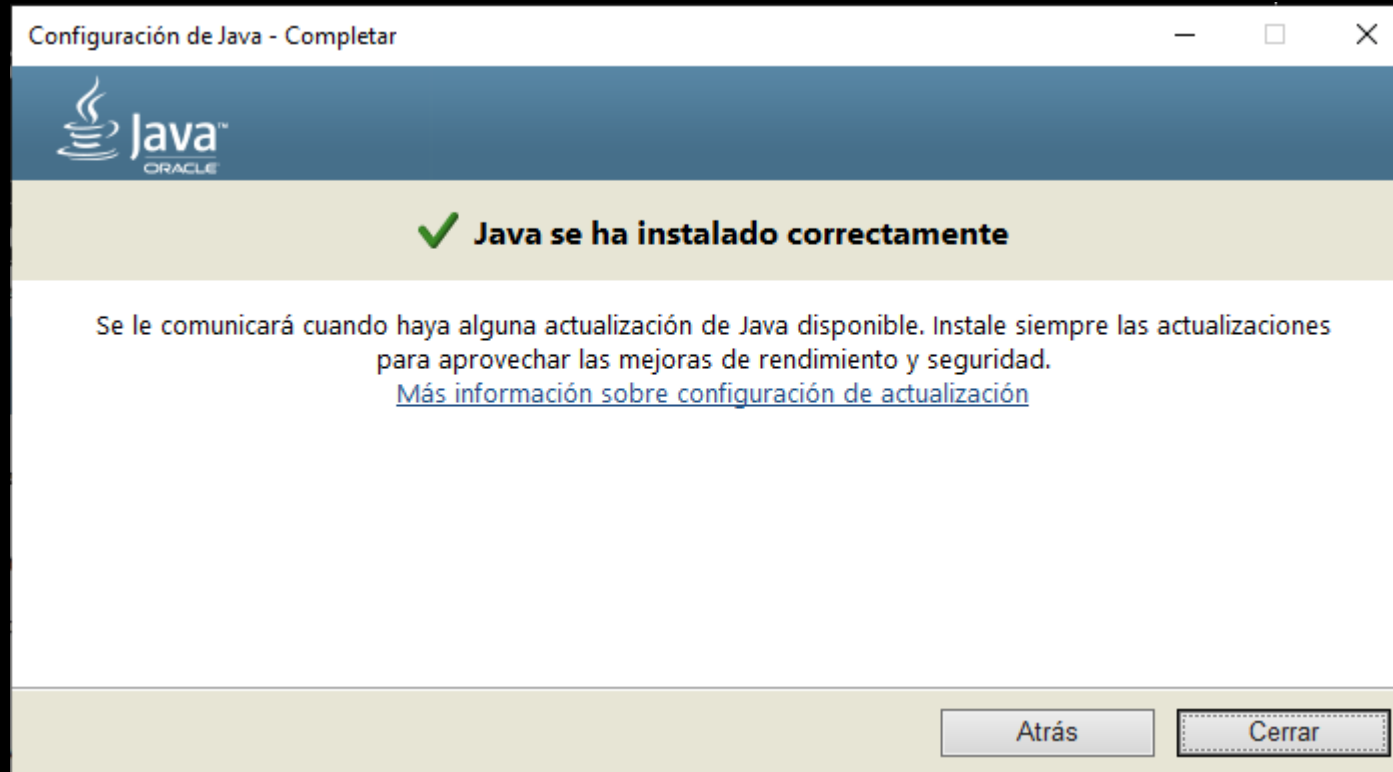 Configuración de Java - Completar
Java™
ORACLE
Java se ha instalado correctamente
Se le comunicará cuando haya alguna actualización de Java disponible. Instale siempre las actualizaciones
para aprovechar las mejoras de rendimiento y seguridad.
Más información sobre configuración de actualización
Atrás
Cerrar